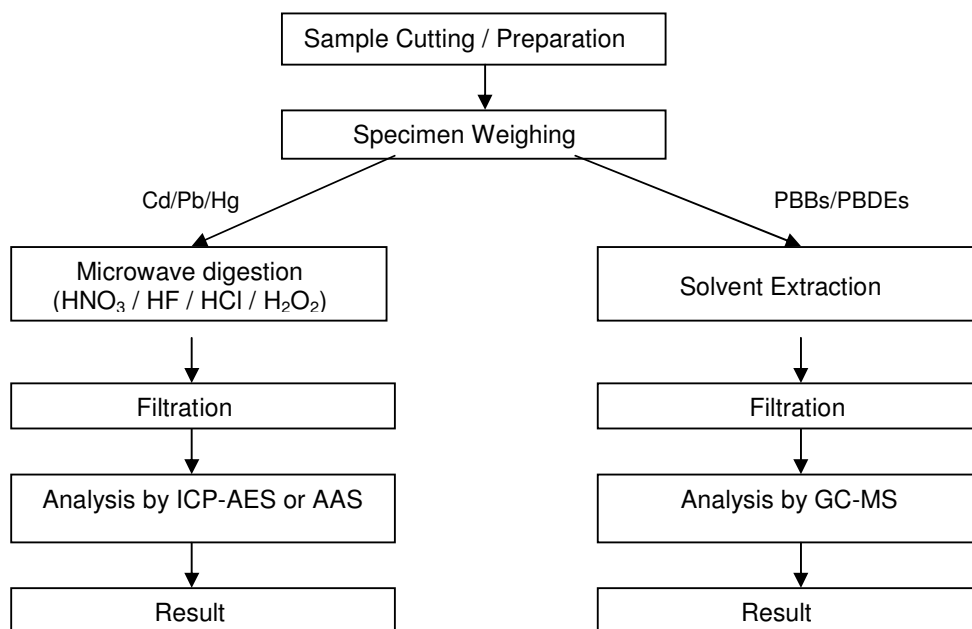 Sample Cutting / Preparation
Specimen Weighing
Cd/Pb/Hg
PBBs/PBDEs
Microwave digestion
(HNO₃ / HF / HCl / H₂O₂)
Solvent Extraction
Filtration
Filtration
Analysis by ICP-AES or AAS
Analysis by GC-MS
Result
Result